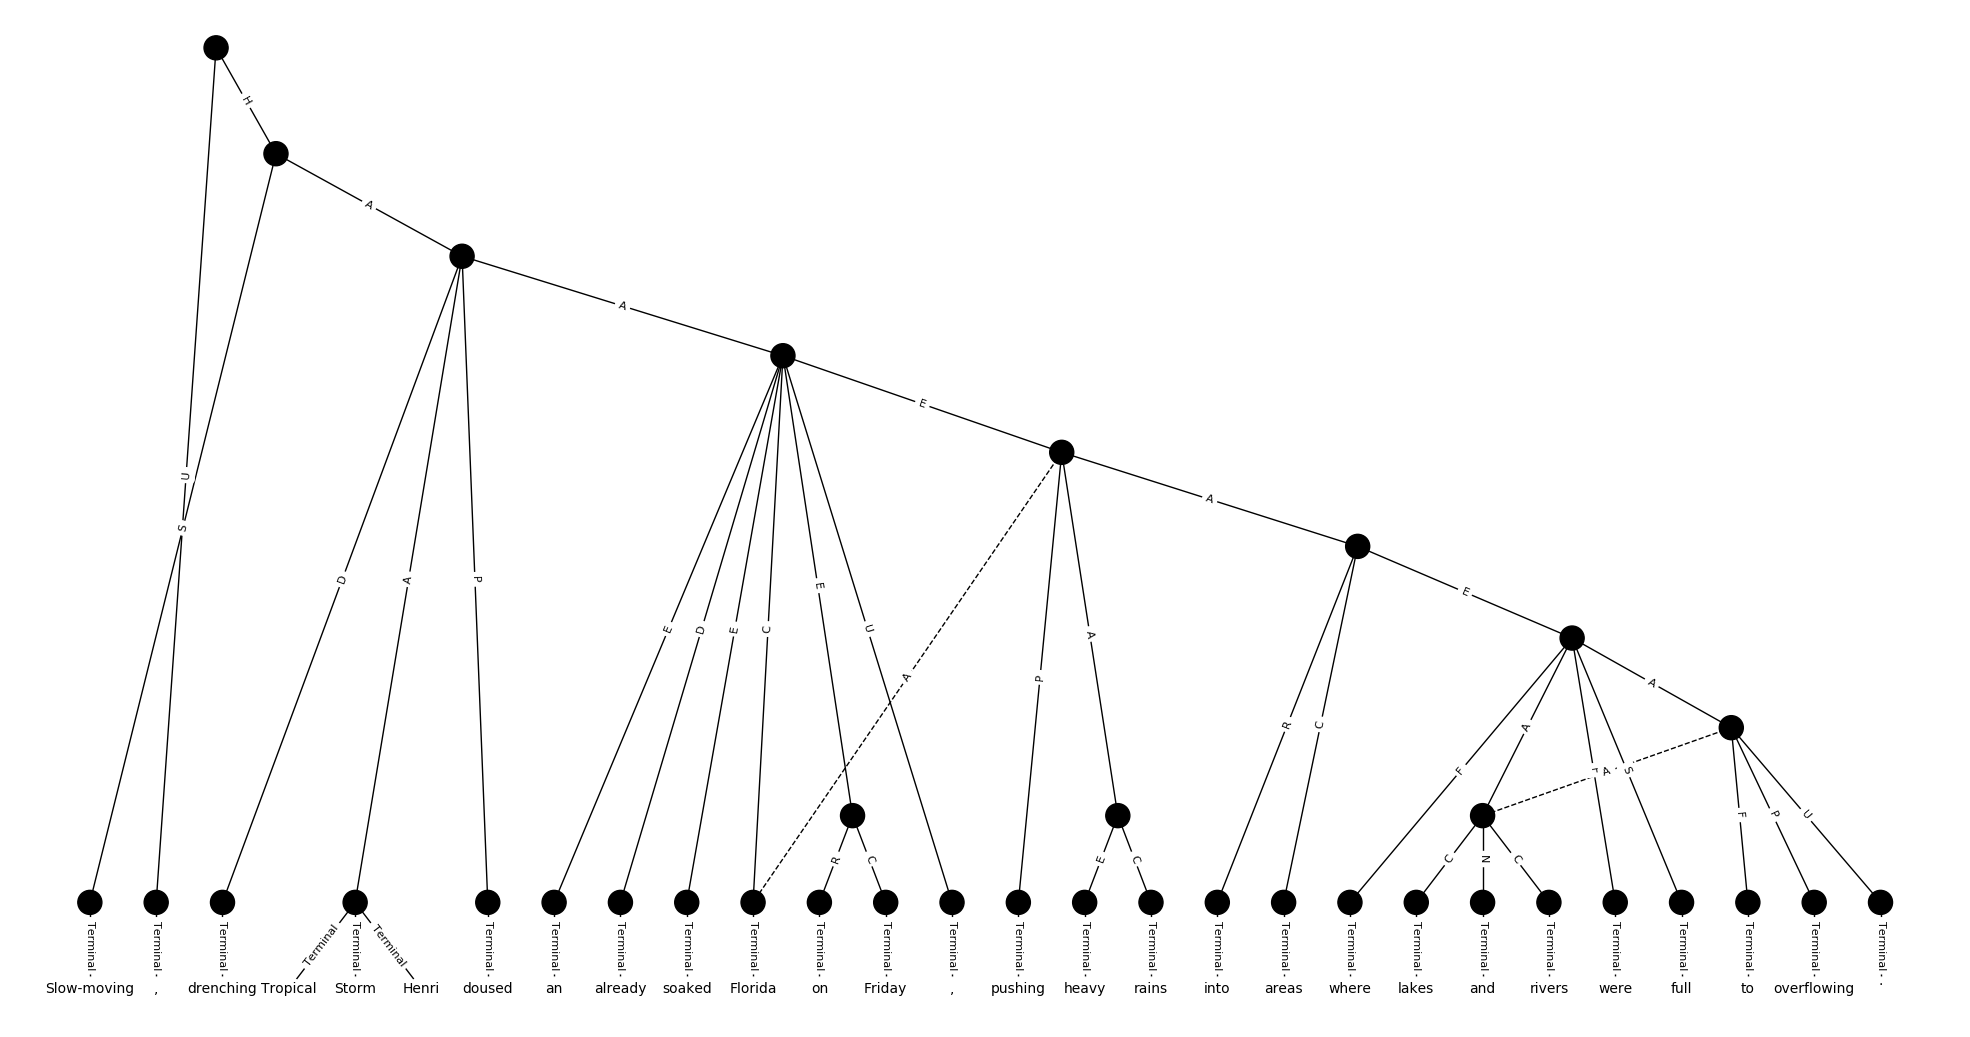 H
A
A
E
U
A
S
D
A
P
E
E
D
E
C
E
U
A
P
A
R
C
A
F
A
A
F
S
F
P
U
R
C
E
C
C
N
C
Terminal Terminal Terminal Terminal Terminal Terminal Terminal Terminal Terminal Terminal Terminal Terminal Terminal Terminal Terminal Terminal Terminal Terminal Terminal Terminal Terminal Terminal Terminal Terminal Terminal Terminal Terminal Terminal
Slow-moving , drenching Tropical Storm Henri doused an already soaked Florida on Friday , pushing heavy rains into areas where lakes and rivers were full to overflowing .